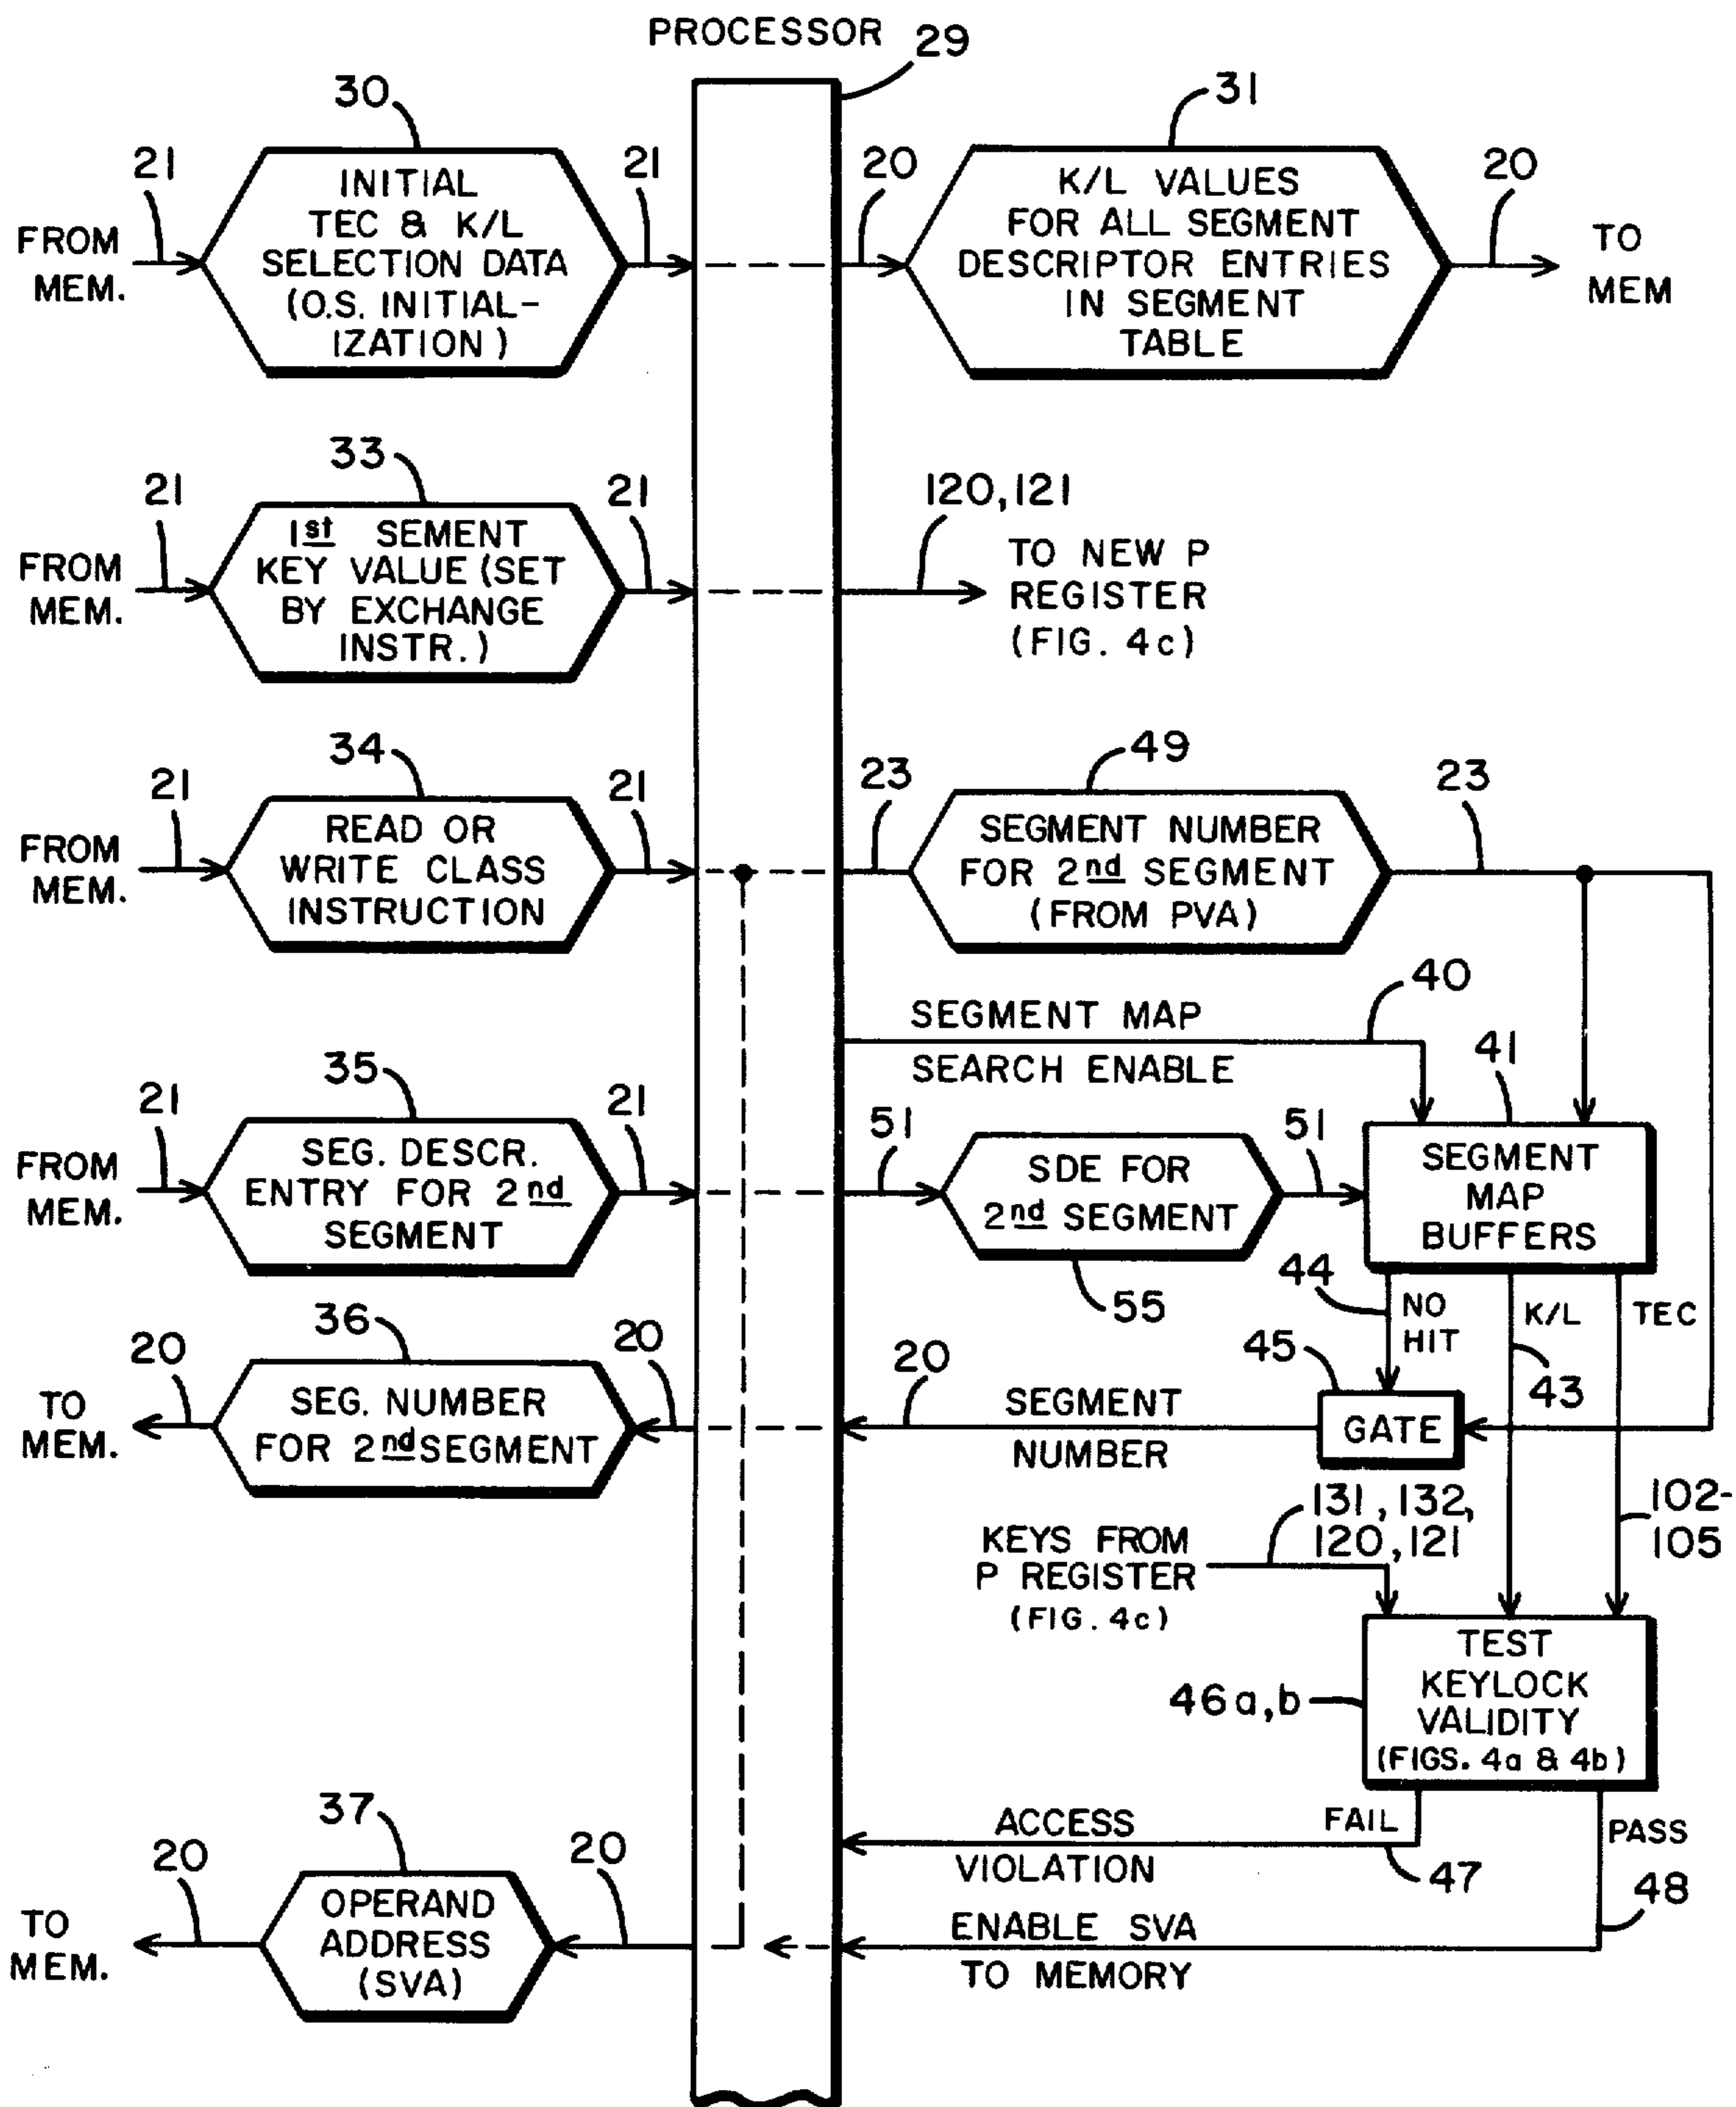 PROCESSOR 29
30
31
21
21
20
20
FROM
MEM.
INITIAL
TEC & K/L
SELECTION DATA
(O.S. INITIAL-
IZATION)
K/L VALUES
FOR ALL SEGMENT
DESCRIPTOR ENTRIES
IN SEGMENT
TABLE
TO
MEM
33
21
21
120,121
FROM
MEM.
1st SEMENT
KEY VALUE (SET
BY EXCHANGE
INSTR.)
TO NEW P
REGISTER
(FIG. 4c)
34
49
21
21
23
23
FROM
MEM.
READ OR
WRITE CLASS
INSTRUCTION
SEGMENT NUMBER
FOR 2nd SEGMENT
(FROM PVA)
40
SEGMENT MAP
SEARCH ENABLE
35
41
21
21
51
51
FROM
MEM.
SEG. DESCR.
ENTRY FOR 2nd
SEGMENT
SDE FOR
2nd SEGMENT
SEGMENT
MAP
BUFFERS
55
44
NO
HIT
K/L
TEC
43
36
20
20
20
45
TO
MEM.
SEG. NUMBER
FOR 2nd SEGMENT
SEGMENT
NUMBER
GATE
KEYS FROM
P REGISTER
(FIG. 4c)
131,132,
120,121
102-
105
46a,b
TEST
KEYLOCK
VALIDITY
(FIGS. 4a & 4b)
37
20
20
ACCESS
VIOLATION
FAIL
PASS
47
48
TO
MEM.
OPERAND
ADDRESS
(SVA)
ENABLE SVA
TO MEMORY